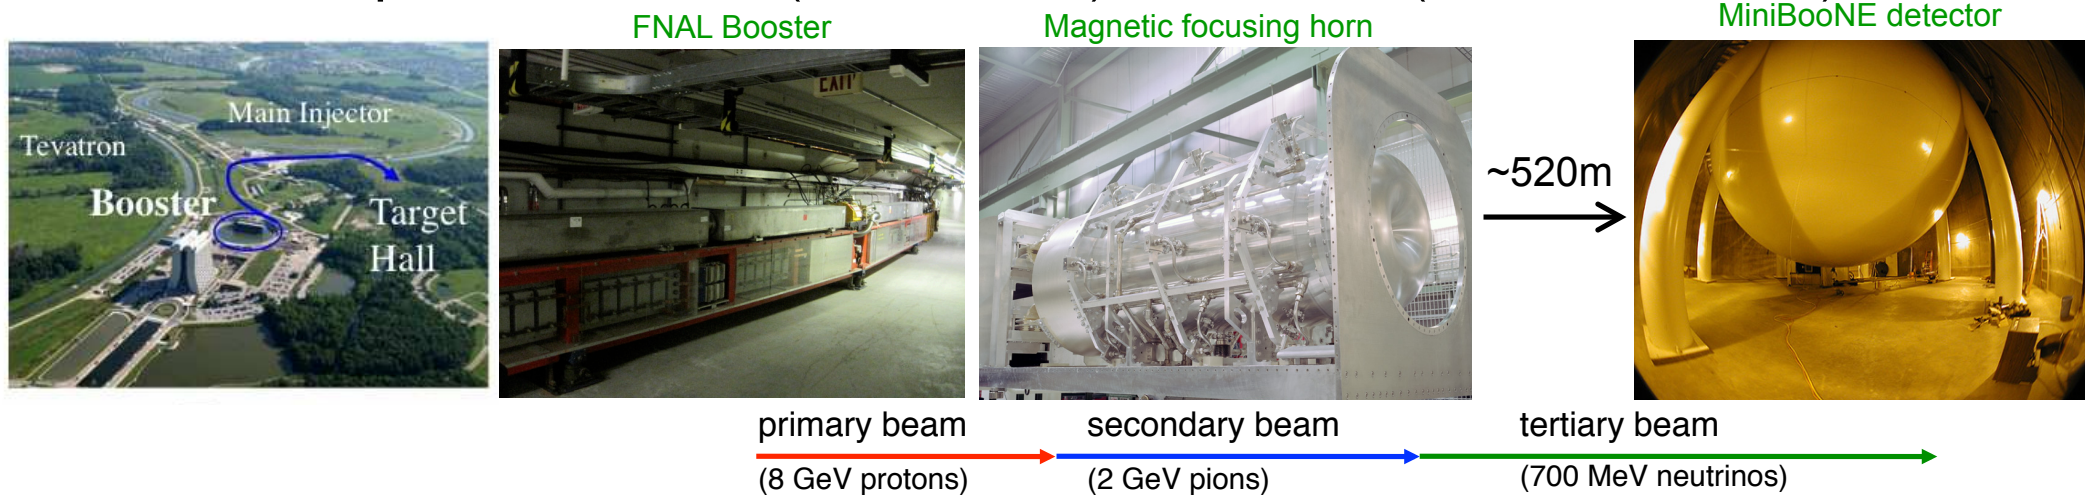 FNAL Booster
Magnetic focusing horn
MiniBooNE detector
Main Injector
Tevatron
Booster
Target
Hall
EXIT
~520m
primary beam
secondary beam
tertiary beam
(8 GeV protons)
(2 GeV pions)
(700 MeV neutrinos)